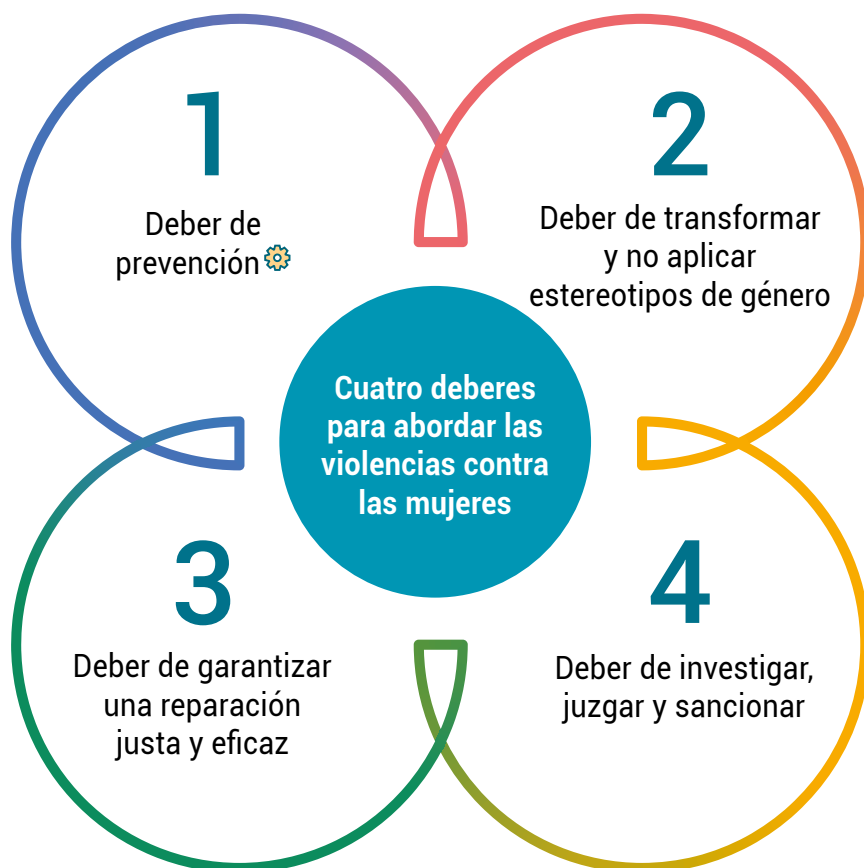 1
Deber de
prevención
2
Deber de transformar
y no aplicar
estereotipos de género
Cuatro deberes
para abordar las
violencias contra
las mujeres
3
Deber de garantizar
una reparación
justa y eficaz
4
Deber de investigar,
juzgar y sancionar